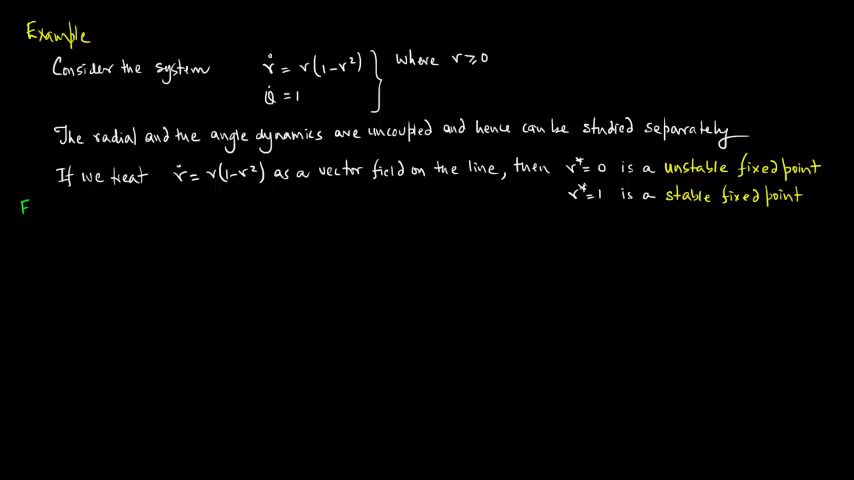 Example
Consider the system ṙ = r(1-r²) } where r ≥ 0
θ̇ = 1
The radial and the angle dynamics are uncoupled and hence can be studied separately
If we treat ṙ = r(1-r²) as a vector field on the line, then r* = 0 is a unstable fixed point
r* = 1 is a stable fixed point
F